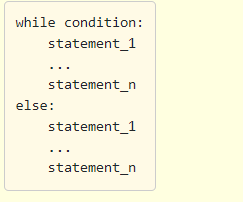 while condition:
    statement_1
    ...
    statement_n
else:
    statement_1
    ...
    statement_n